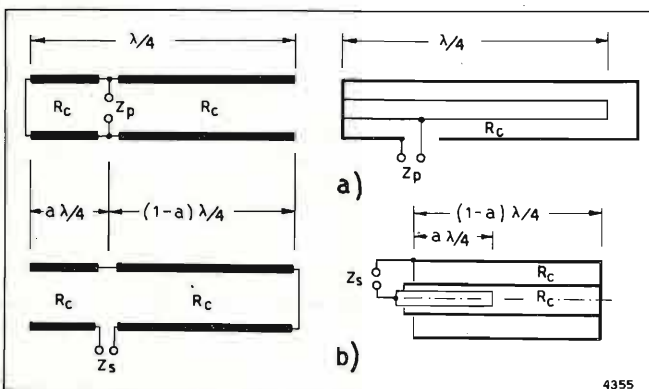 λ/4
λ/4
Rc
Zp
Rc
Rc
Zp
a)
a λ/4
(1-a) λ/4
(1-a) λ/4
a λ/4
Rc
Rc
Zs
Zs
Rc
Rc
b)
4355